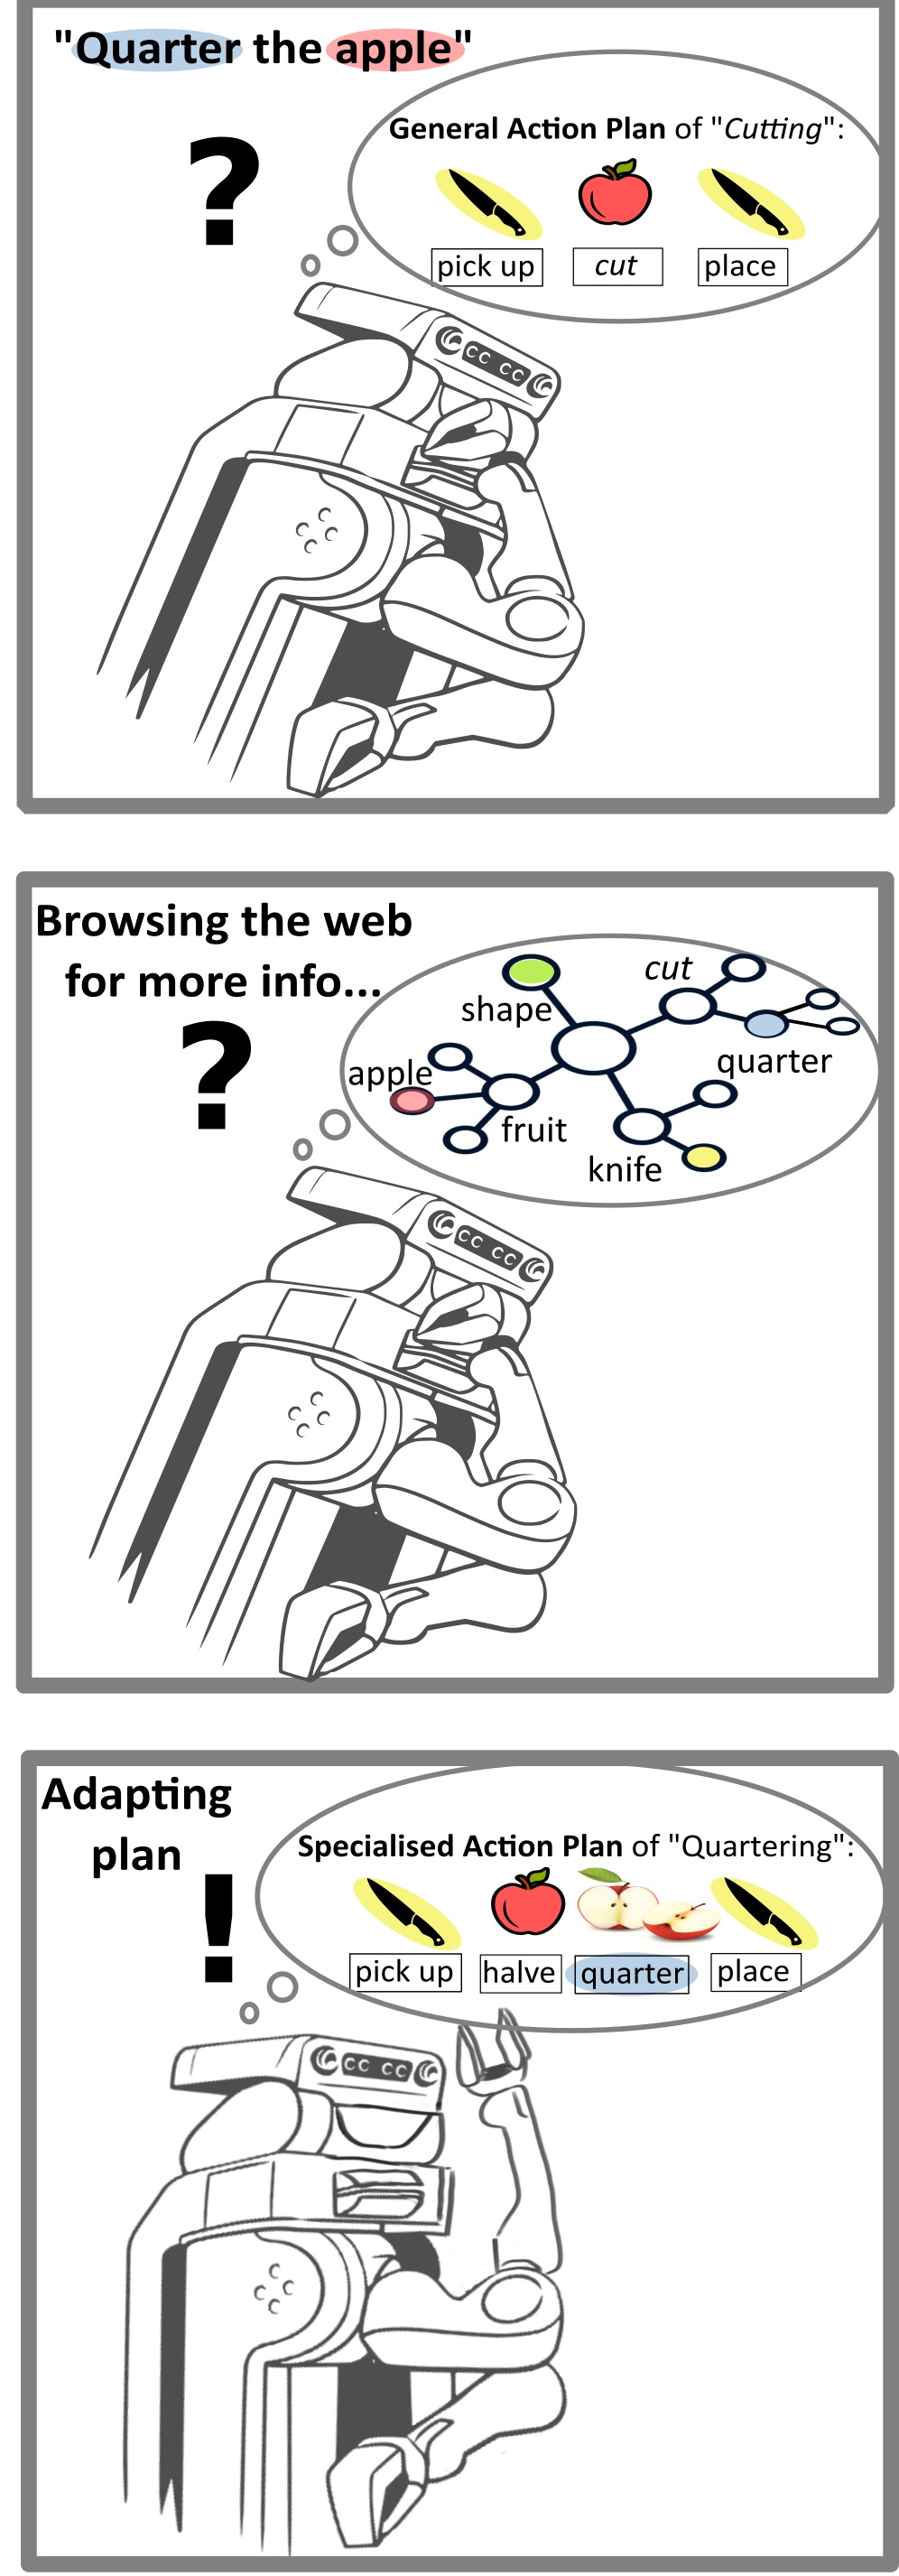 "Quarter the apple"
?
General Action Plan of "Cutting":
pick up cut place
Browsing the web
for more info...
?
cut
shape
quarter
apple
fruit
knife
Adapting
plan
!
Specialised Action Plan of "Quartering":
pick up halve quarter place